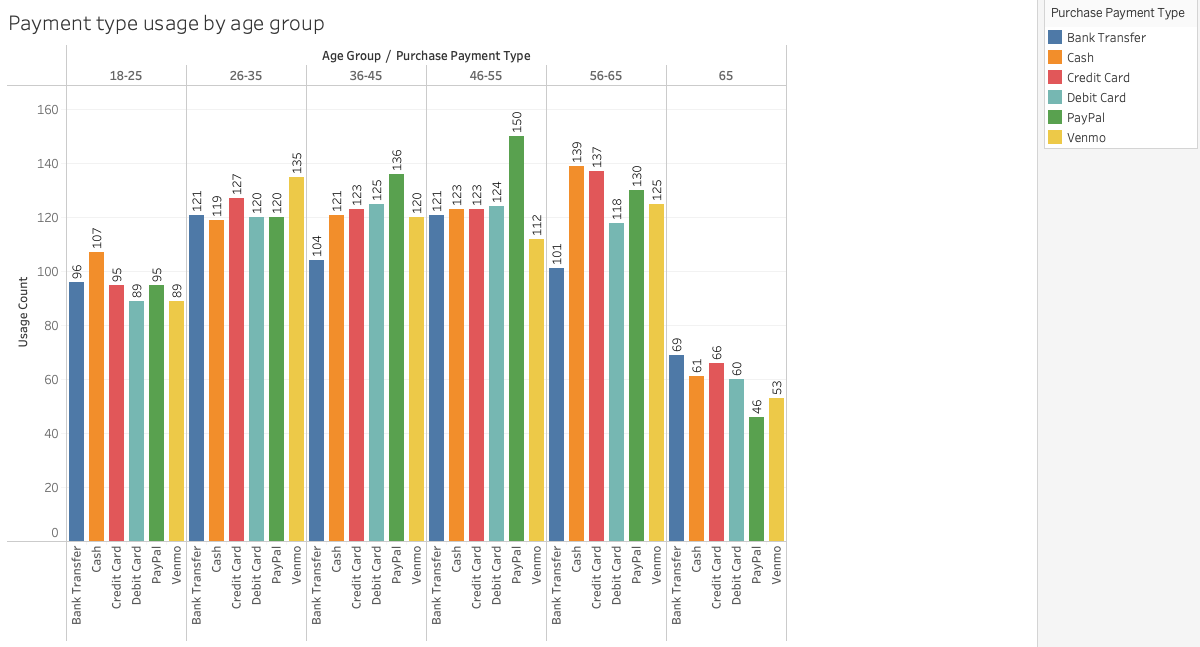 Payment type usage by age group
Purchase Payment Type
Bank Transfer
Cash
Credit Card
Debit Card
PayPal
Venmo
Age Group / Purchase Payment Type
18-25 26-35 36-45 46-55 56-65 65
Usage Count
160
140
120
100
80
60
40
20
0
96 107 95 89 95 89
121 119 127 120 120 135
104 121 123 125 136 120
121 123 123 124 150 112
101 139 137 118 130 125
69 61 66 60 46 53
Bank Transfer Cash Credit Card Debit Card PayPal Venmo
Bank Transfer Cash Credit Card Debit Card PayPal Venmo
Bank Transfer Cash Credit Card Debit Card PayPal Venmo
Bank Transfer Cash Credit Card Debit Card PayPal Venmo
Bank Transfer Cash Credit Card Debit Card PayPal Venmo
Bank Transfer Cash Credit Card Debit Card PayPal Venmo